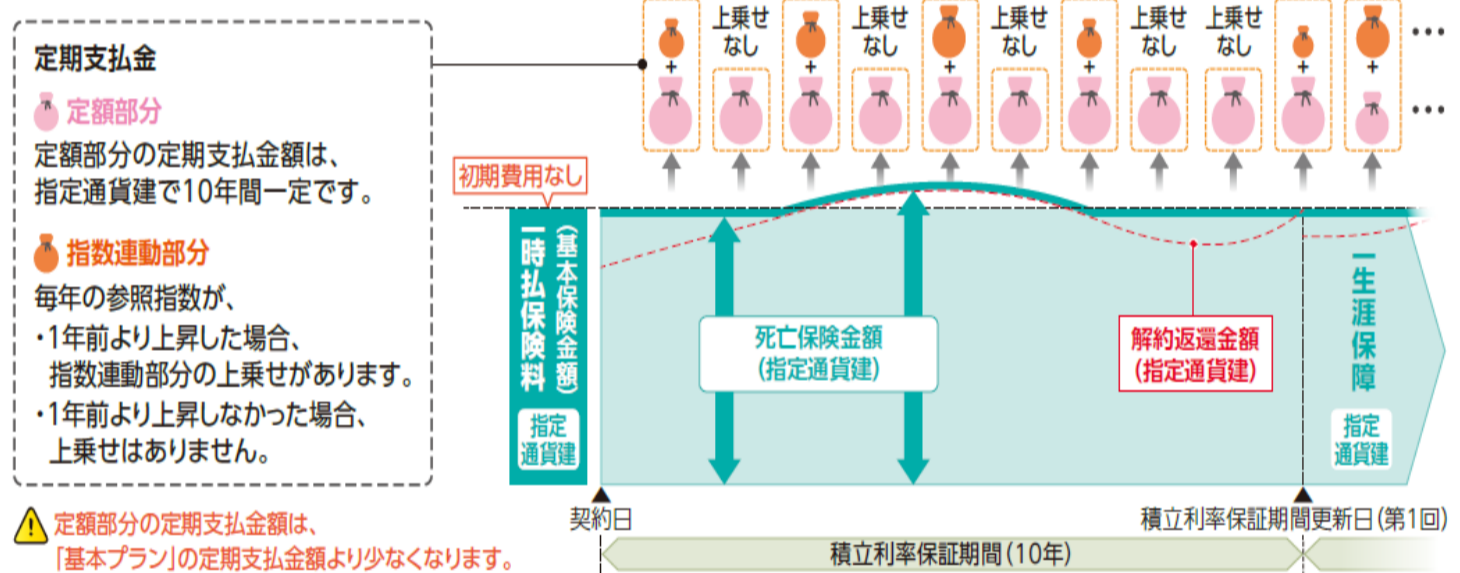 定期支払金
定額部分
定額部分の定期支払金額は、
指定通貨建で10年間一定です。
指数連動部分
毎年の参照指数が、
・1年前より上昇した場合、
指数連動部分の上乗せがあります。
・1年前より上昇しなかった場合、
上乗せはありません。
定額部分の定期支払金額は、
「基本プラン」の定期支払金額より少なくなります。
+
上乗せ
なし
+
上乗せ
なし
+
上乗せ
なし
+
上乗せ
なし
上乗せ
なし
+
+
…
…
初期費用なし
一時払保険料
(基本保険金額)
指定
通貨建
死亡保険金額
(指定通貨建)
解約返還金額
(指定通貨建)
一生涯保障
指定
通貨建
契約日
積立利率保証期間更新日(第1回)
積立利率保証期間(10年)